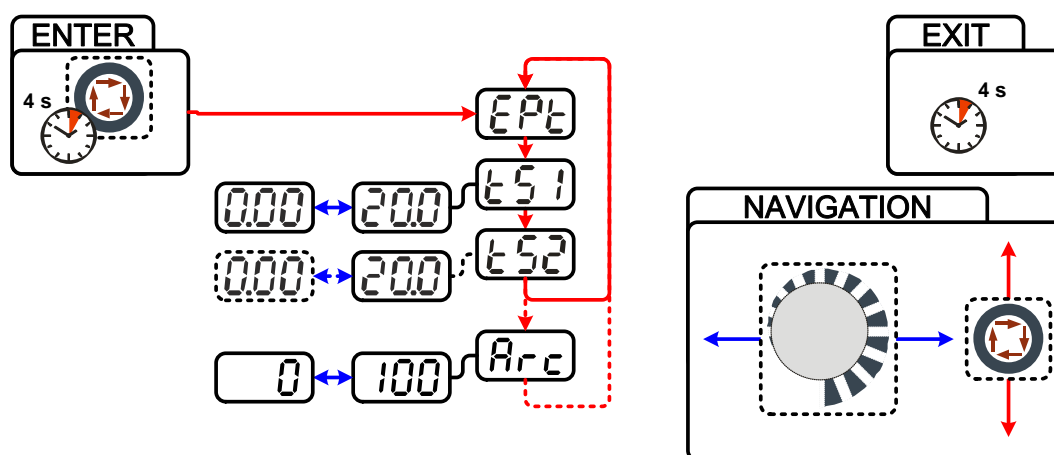 ENTER
4 s
EXIT
4 s
EPt
tS1
0.00
20.0
tS2
0.00
20.0
NAVIGATION
Arc
0
100